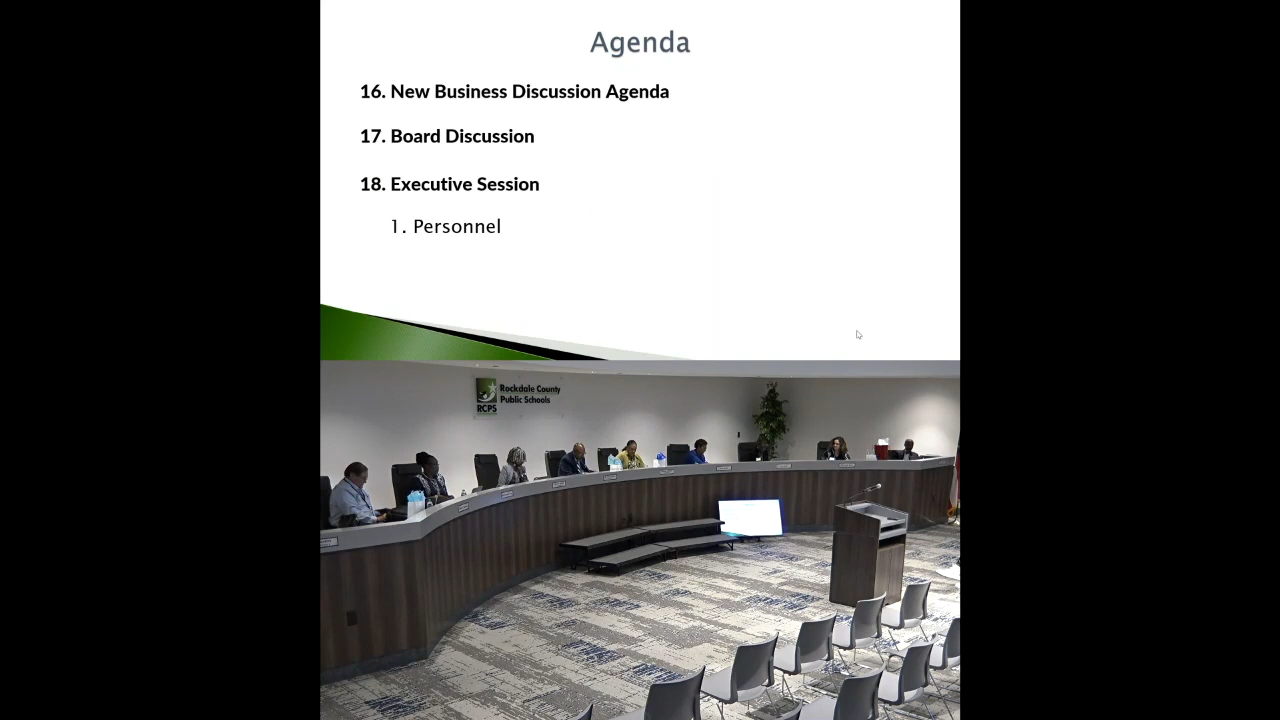 Agenda
16. New Business Discussion Agenda
17. Board Discussion
18. Executive Session
1. Personnel
Rockdale County
Public Schools
RCPS